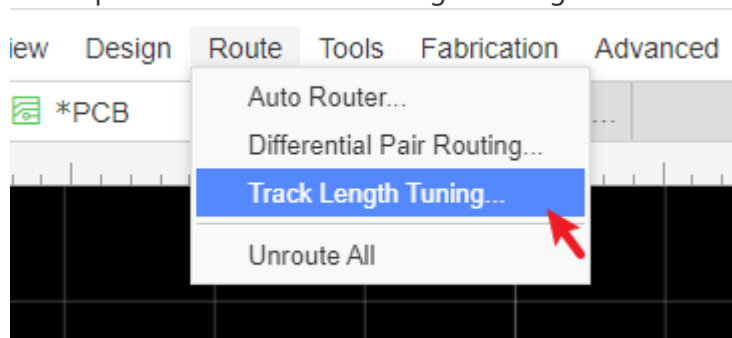 iew Design Route Tools Fabrication Advanced
*PCB
...
Auto Router...
Differential Pair Routing...
Track Length Tuning...
Unroute All